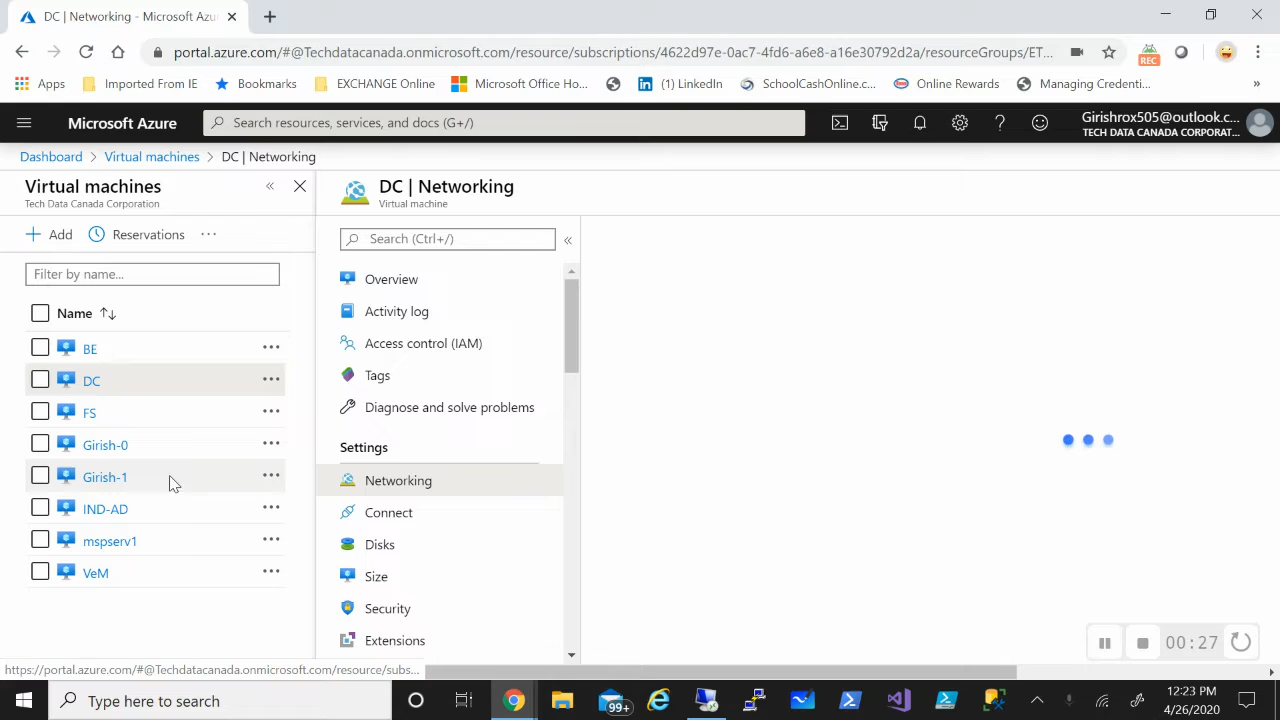 DC | Networking - Microsoft Azur
portal.azure.com/#@Techdatacanada.onmicrosoft.com/resource/subscriptions/4622d97e-0ac7-4fd6-a6e8-a16e30792d2a/resourceGroups/ET...
REC
Apps
Imported From IE
Bookmarks
EXCHANGE Online
Microsoft Office Ho...
(1) LinkedIn
SchoolCashOnline.c...
Online Rewards
Managing Credenti...
»
Microsoft Azure
Search resources, services, and docs (G+/)
Girishrox505@outlook.c...
TECH DATA CANADA CORPORAT...
Dashboard > Virtual machines > DC | Networking
Virtual machines
«
Tech Data Canada Corporation
DC | Networking
Virtual machine
+ Add
Reservations
...
Filter by name...
Name ↑↓
BE ...
DC ...
FS ...
Girish-0 ...
Girish-1 ...
IND-AD ...
mspserv1 ...
VeM ...
Search (Ctrl+/)
«
Overview
Activity log
Access control (IAM)
Tags
Diagnose and solve problems
Settings
Networking
Connect
Disks
Size
Security
Extensions
00:27
https://portal.azure.com/#@Techdatacanada.onmicrosoft.com/resource/subs...
Type here to search
99+
12:23 PM
4/26/2020